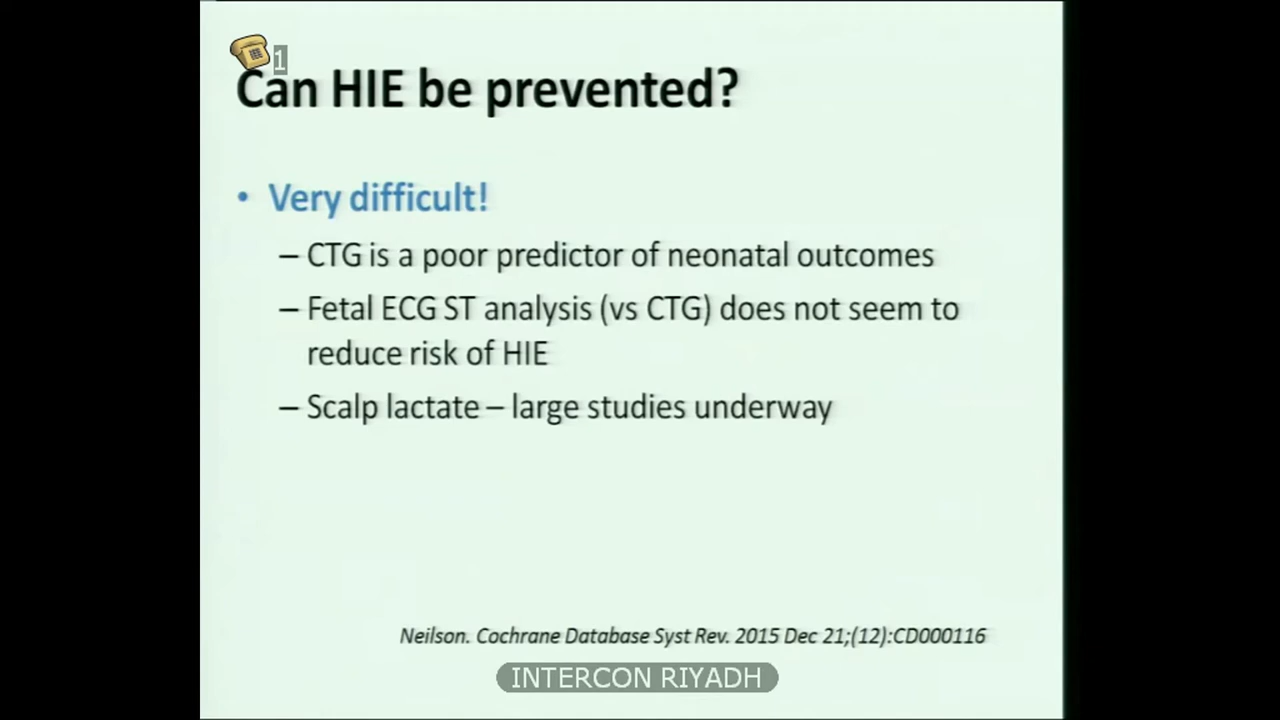 1
Can HIE be prevented?
• Very difficult!
– CTG is a poor predictor of neonatal outcomes
– Fetal ECG ST analysis (vs CTG) does not seem to
reduce risk of HIE
– Scalp lactate – large studies underway
Neilson. Cochrane Database Syst Rev. 2015 Dec 21;(12):CD000116
INTERCON RIYADH